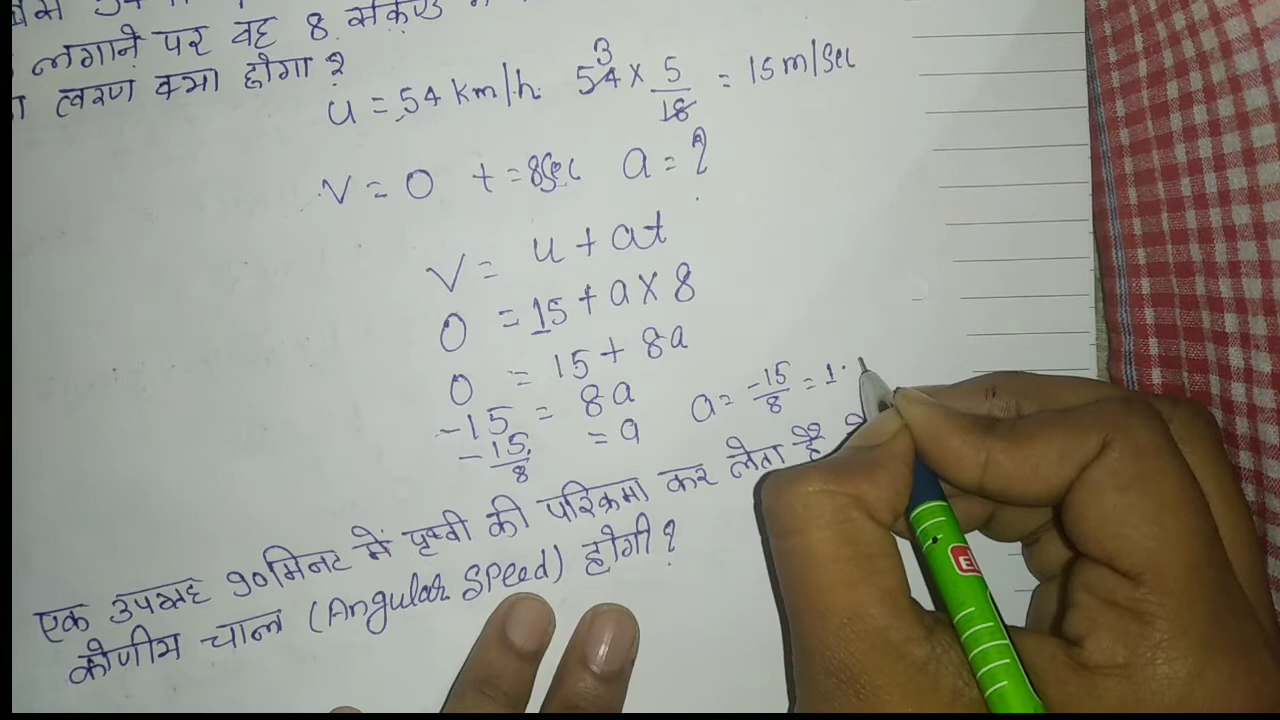 लगाने पर वह 8 सेकण्ड
त्वरण क्या होगा ?
u = 54 km/h. 54 3 × 5/18 = 15 m/sec
v = 0 t = 8sec a = ?
v = u + at
0 = 15 + a × 8
0 = 15 + 8a
-15 = 8a
-15/8 = a a = -15/8 = 1.
एक उपग्रह 90 मिनट में पृथ्वी की परिक्रमा कर लेता है
कोणीय चाल (Angular Speed) होगी ?